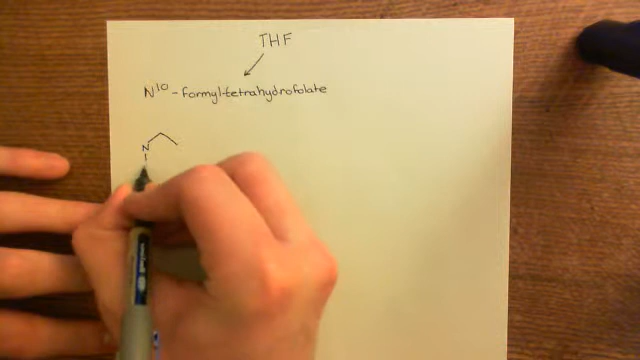 THF
N¹⁰ - formyl-tetrahydrofolate
N